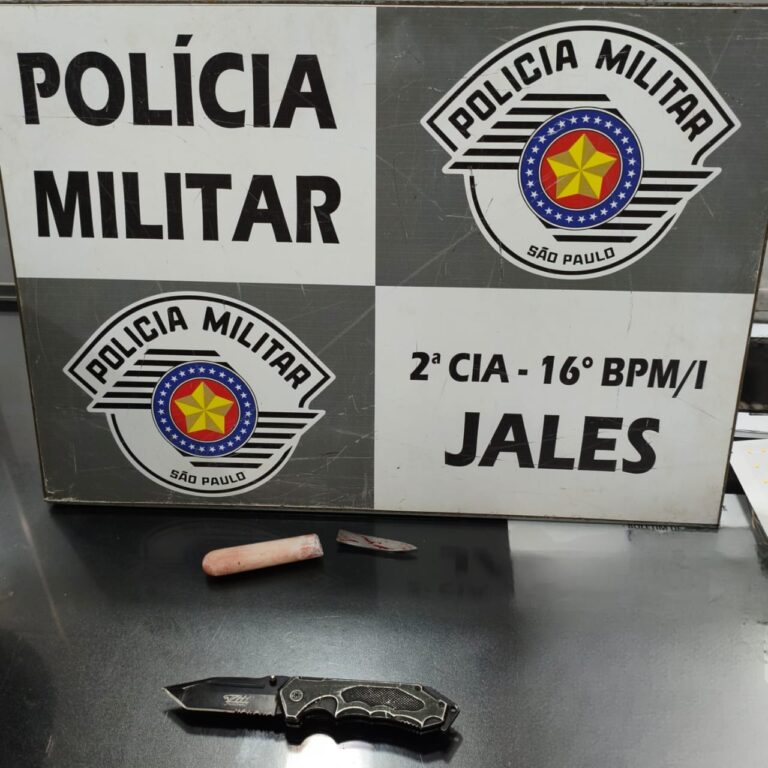 POLÍCIA
MILITAR
POLICIA MILITAR
SÃO PAULO
POLICIA MILITAR
SÃO PAULO
2ª CIA - 16° BPM/I
JALES